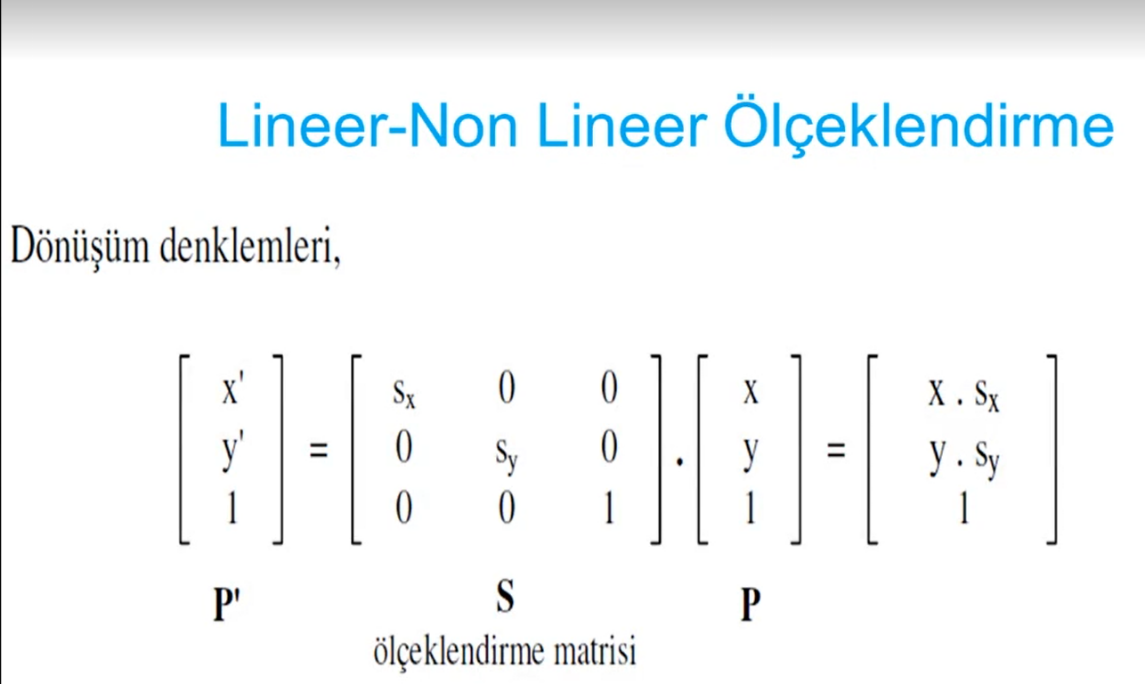 Lineer-Non Lineer Ölçeklendirme
Dönüşüm denklemleri,
x' sx 0 0 x x . sx
y' = 0 sy 0 . y = y . sy
1 0 0 1 1 1
P' S P
ölçeklendirme matrisi